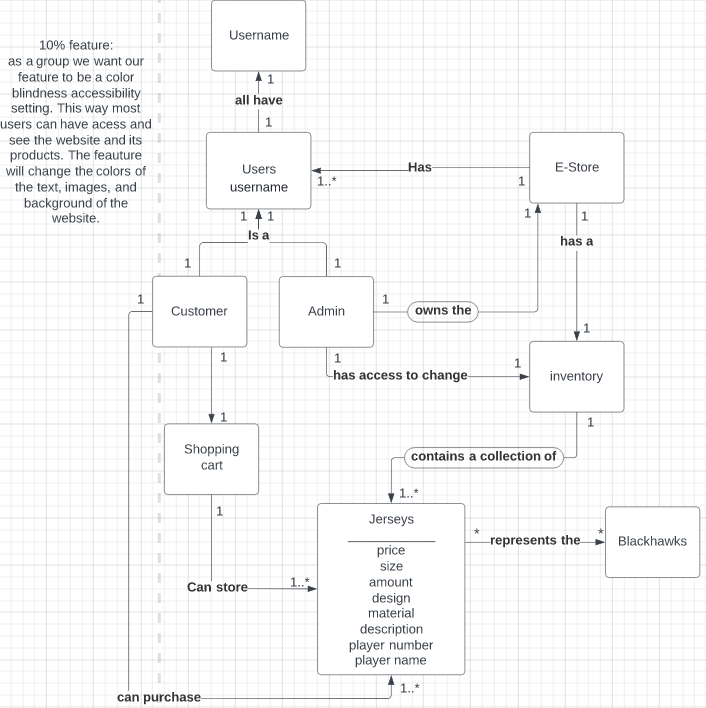 10% feature:
as a group we want our
feature to be a color
blindness accessibility
setting. This way most
users can have acess and
see the website and its
products. The feauture
will change the colors of
the text, images, and
background of the
website.
Username
1
all have
1
Users
username
1..*
Has
1
E-Store
1 1
Is a
1 1
1
has a
1
Customer
1
1
Admin
1
owns the
1
1
has access to change
1
inventory
1
1
1
Shopping
cart
1
Can store
1..*
contains a collection of
1..*
Jerseys
price
size
amount
design
material
description
player number
player name
*
represents the
*
Blackhawks
can purchase
1..*